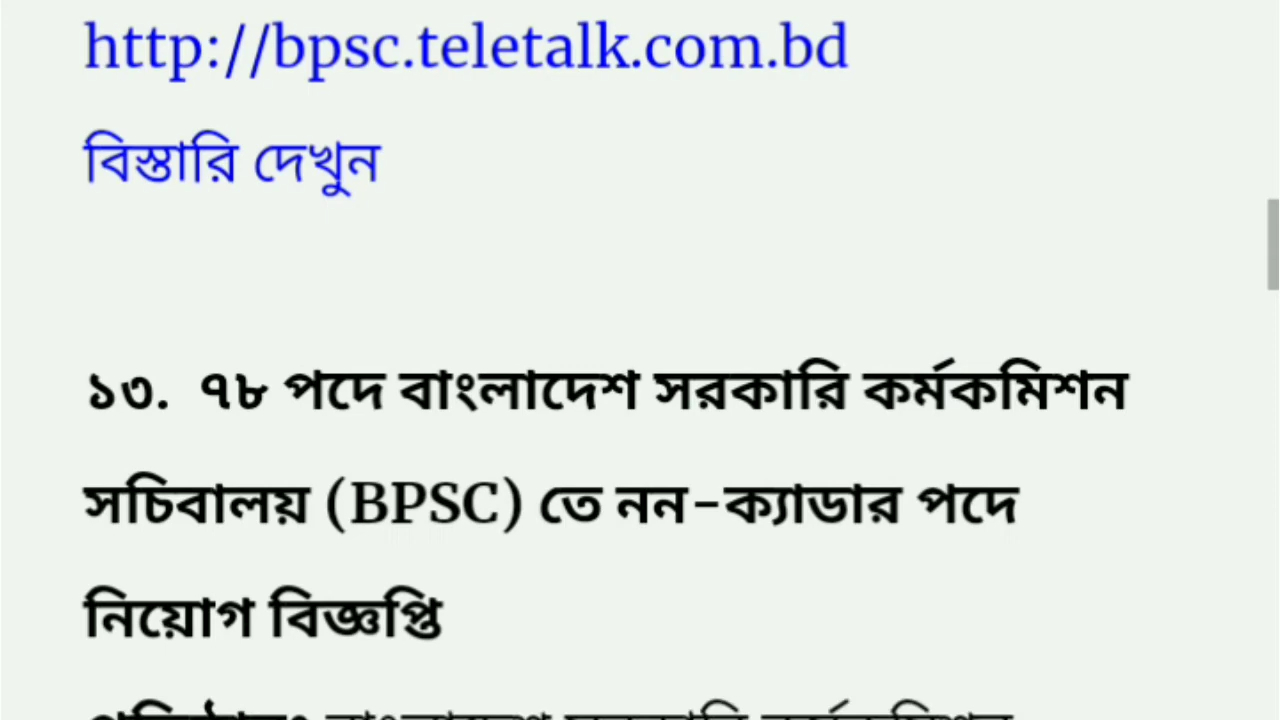 http://bpsc.teletalk.com.bd
বিস্তারি দেখুন
১৩. ৭৮ পদে বাংলাদেশ সরকারি কর্মকমিশন
সচিবালয় (BPSC) তে নন-ক্যাডার পদে
নিয়োগ বিজ্ঞপ্তি